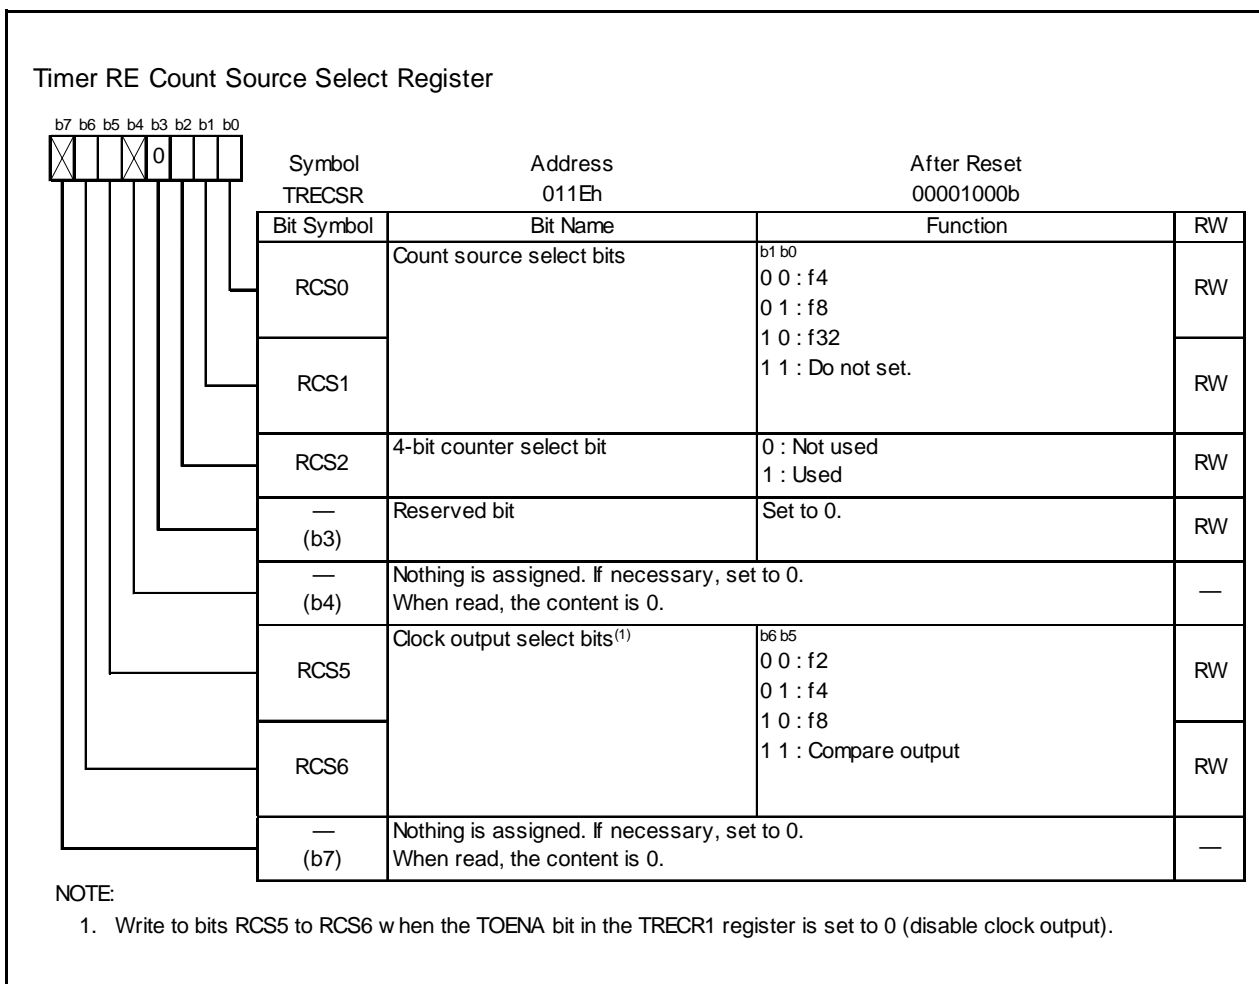 Timer RE Count Source Select Register
b7 b6 b5 b4 b3 b2 b1 b0
0
Symbol Address After Reset
TRECSR 011Eh 00001000b
Bit Symbol Bit Name Function RW
RCS0 Count source select bits b1 b0 RW
0 0 : f4
0 1 : f8
1 0 : f32
RCS1 1 1 : Do not set. RW
RCS2 4-bit counter select bit 0 : Not used RW
1 : Used
— Reserved bit Set to 0. RW
(b3)
— Nothing is assigned. If necessary, set to 0. —
(b4) When read, the content is 0.
RCS5 Clock output select bits(1) b6 b5 RW
0 0 : f2
0 1 : f4
1 0 : f8
RCS6 1 1 : Compare output RW
— Nothing is assigned. If necessary, set to 0. —
(b7) When read, the content is 0.
NOTE:
1. Write to bits RCS5 to RCS6 when the TOENA bit in the TRECR1 register is set to 0 (disable clock output).